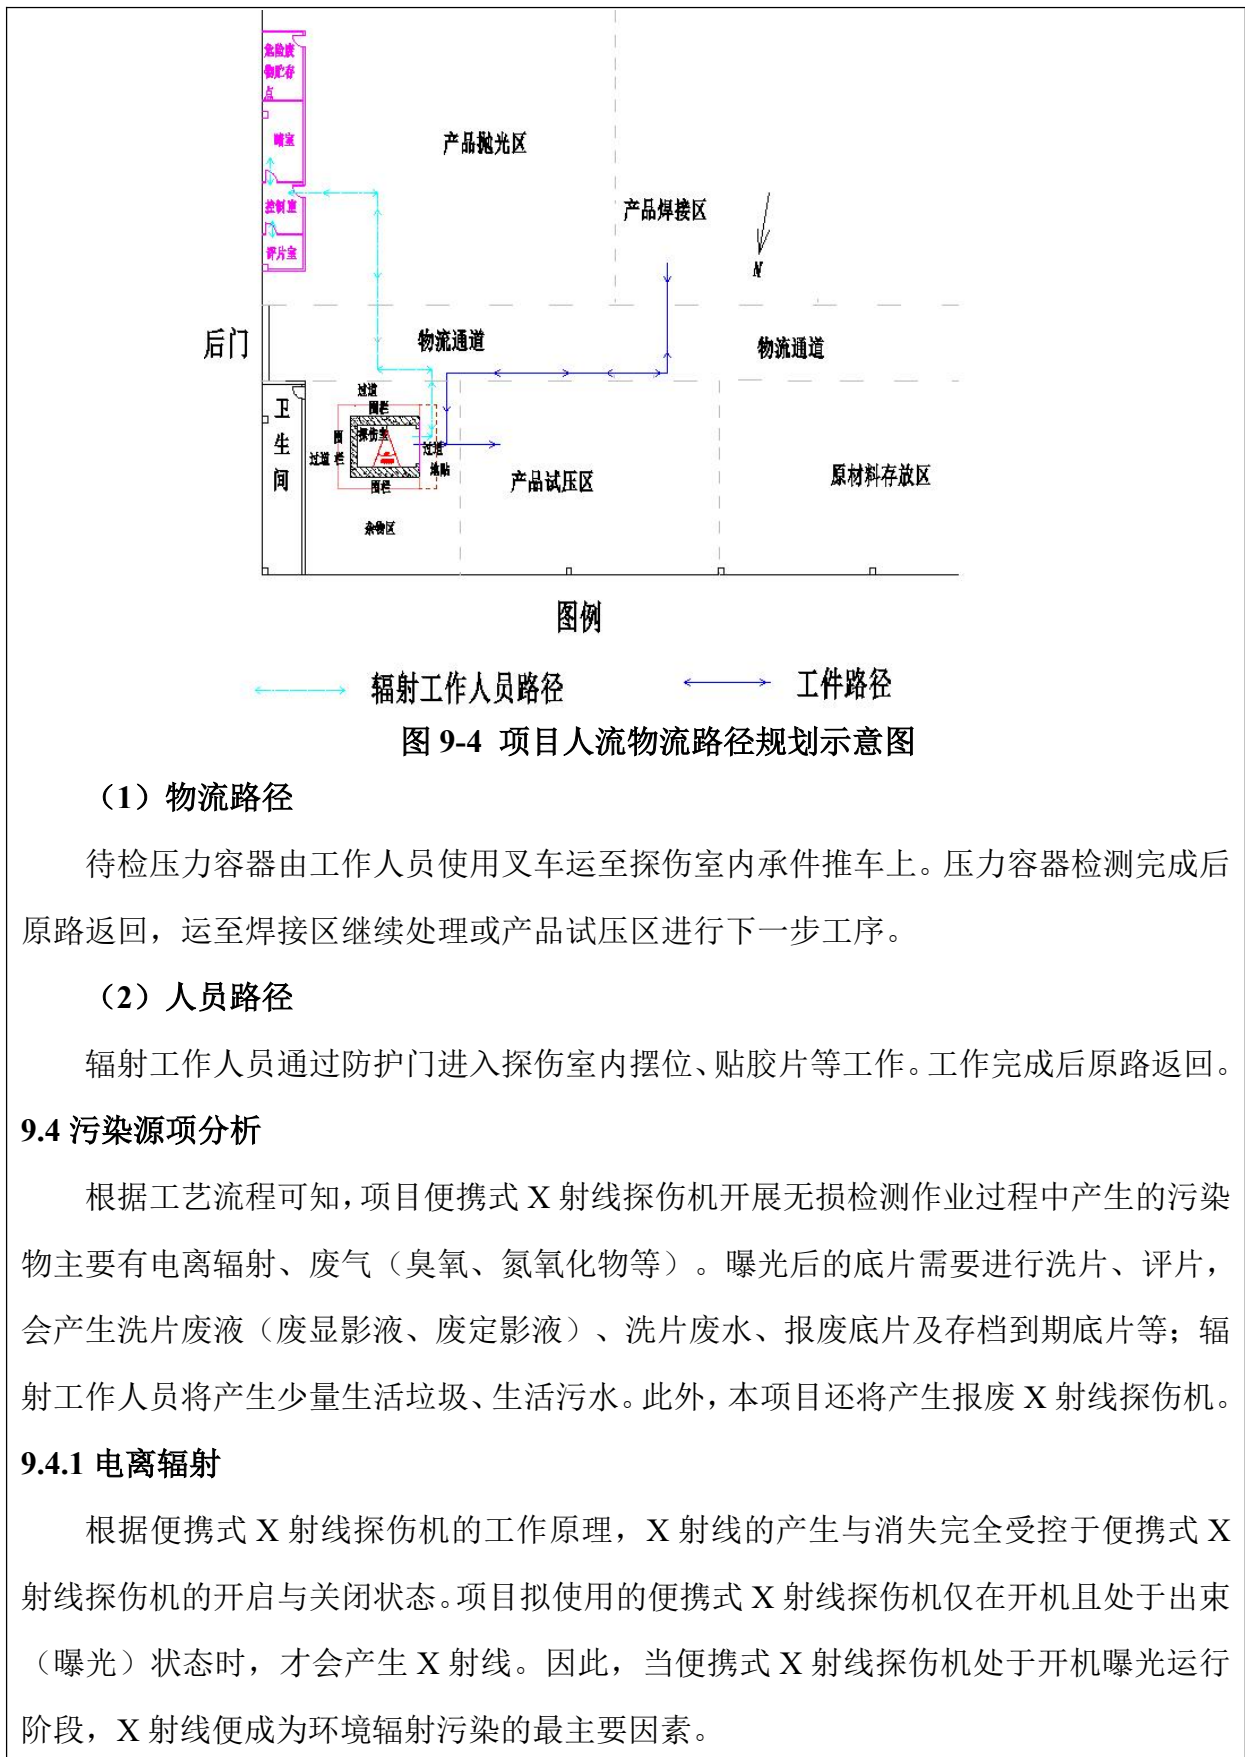 危险废
物贮存
点
暗室
控制室
评片室
产品抛光区
产品焊接区
N
后门
物流通道
物流通道
卫
生
间
过道
围栏
探伤室
围
栏
过道
过道
地贴
围栏
杂物区
产品试压区
原材料存放区
图例
辐射工作人员路径
工件路径
图 9-4 项目人流物流路径规划示意图
（1）物流路径
待检压力容器由工作人员使用叉车运至探伤室内承件推车上。压力容器检测完成后
原路返回，运至焊接区继续处理或产品试压区进行下一步工序。
（2）人员路径
辐射工作人员通过防护门进入探伤室内摆位、贴胶片等工作。工作完成后原路返回。
9.4 污染源项分析
根据工艺流程可知，项目便携式 X 射线探伤机开展无损检测作业过程中产生的污染
物主要有电离辐射、废气（臭氧、氮氧化物等）。曝光后的底片需要进行洗片、评片，
会产生洗片废液（废显影液、废定影液）、洗片废水、报废底片及存档到期底片等；辐
射工作人员将产生少量生活垃圾、生活污水。此外，本项目还将产生报废 X 射线探伤机。
9.4.1 电离辐射
根据便携式 X 射线探伤机的工作原理，X 射线的产生与消失完全受控于便携式 X
射线探伤机的开启与关闭状态。项目拟使用的便携式 X 射线探伤机仅在开机且处于出束
（曝光）状态时，才会产生 X 射线。因此，当便携式 X 射线探伤机处于开机曝光运行
阶段，X 射线便成为环境辐射污染的最主要因素。